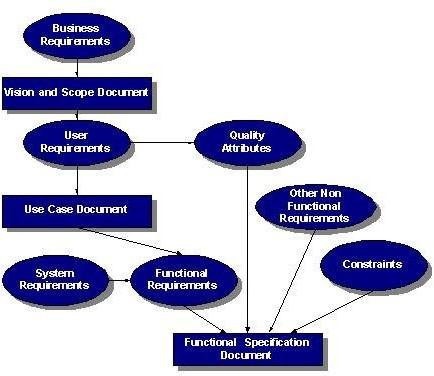 Business
Requirements
Vision and Scope Document
User
Requirements
Quality
Attributes
Other Non
Functional
Requirements
Use Case Document
System
Requirements
Functional
Requirements
Constraints
Functional Specification
Document